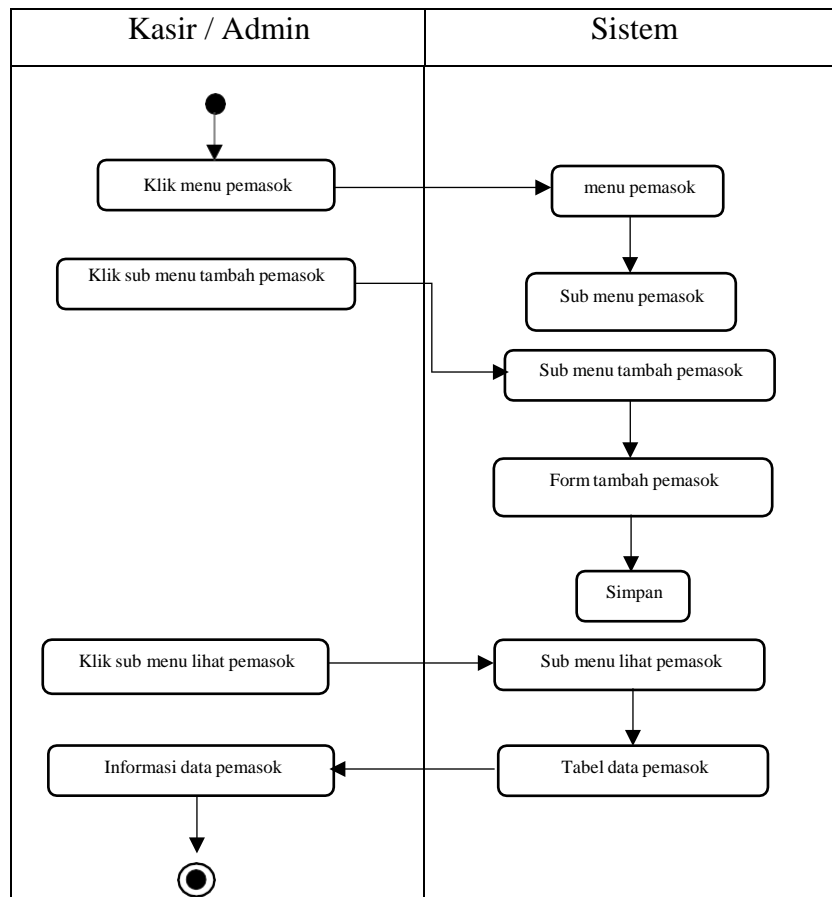 Kasir / Admin
Sistem
Klik menu pemasok
menu pemasok
Klik sub menu tambah pemasok
Sub menu pemasok
Sub menu tambah pemasok
Form tambah pemasok
Simpan
Klik sub menu lihat pemasok
Sub menu lihat pemasok
Informasi data pemasok
Tabel data pemasok